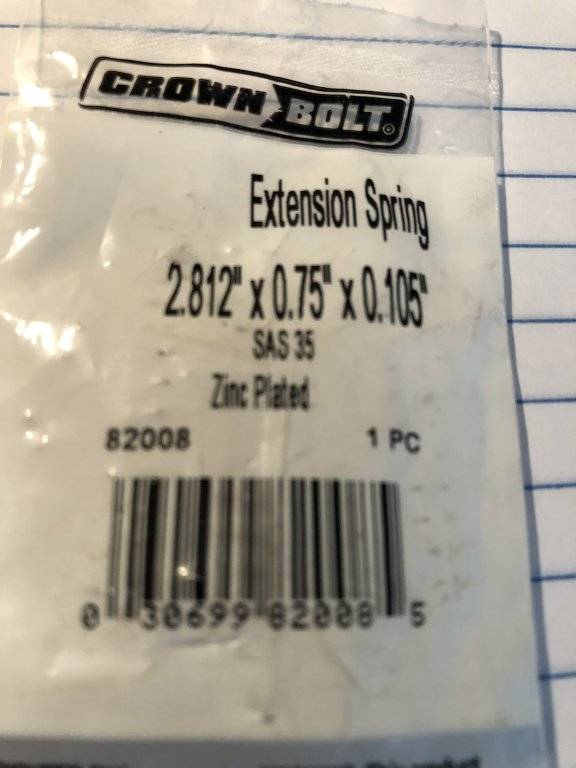 CROWN BOLT
Extension Spring
2.812" x 0.75" x 0.105"
SAS 35
Zinc Plated
82008 1 PC
0 30699 82008 5